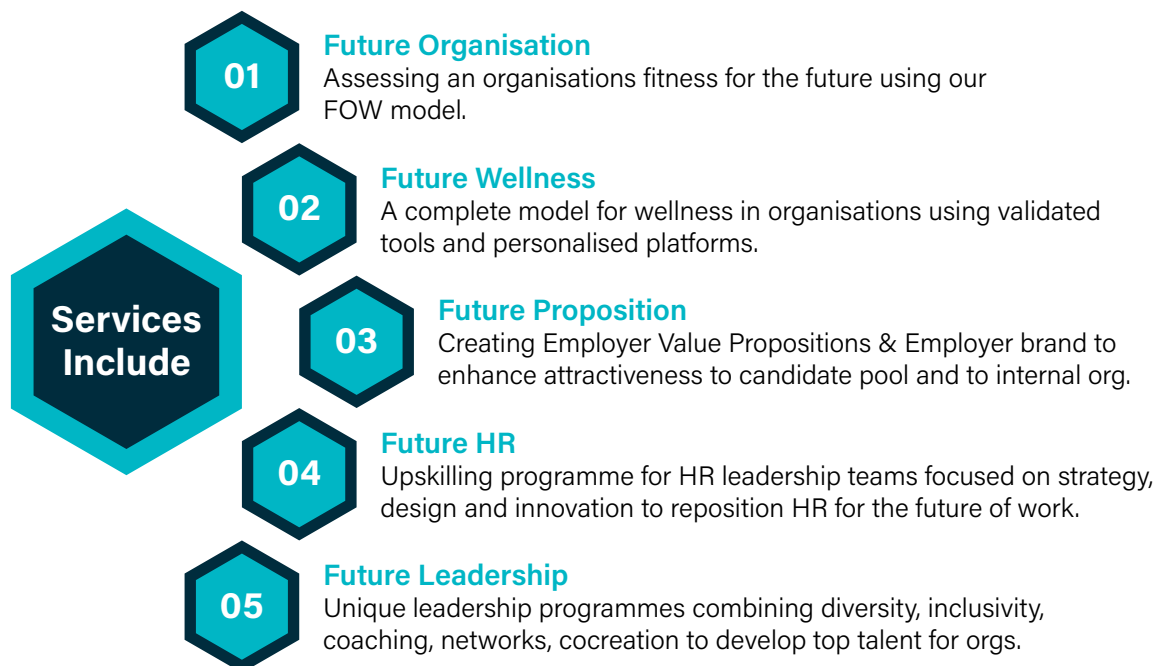 01
Future Organisation
Assessing an organisations fitness for the future using our
FOW model.
02
Future Wellness
A complete model for wellness in organisations using validated
tools and personalised platforms.
Services
Include
03
Future Proposition
Creating Employer Value Propositions & Employer brand to
enhance attractiveness to candidate pool and to internal org.
04
Future HR
Upskilling programme for HR leadership teams focused on strategy,
design and innovation to reposition HR for the future of work.
05
Future Leadership
Unique leadership programmes combining diversity, inclusivity,
coaching, networks, cocreation to develop top talent for orgs.